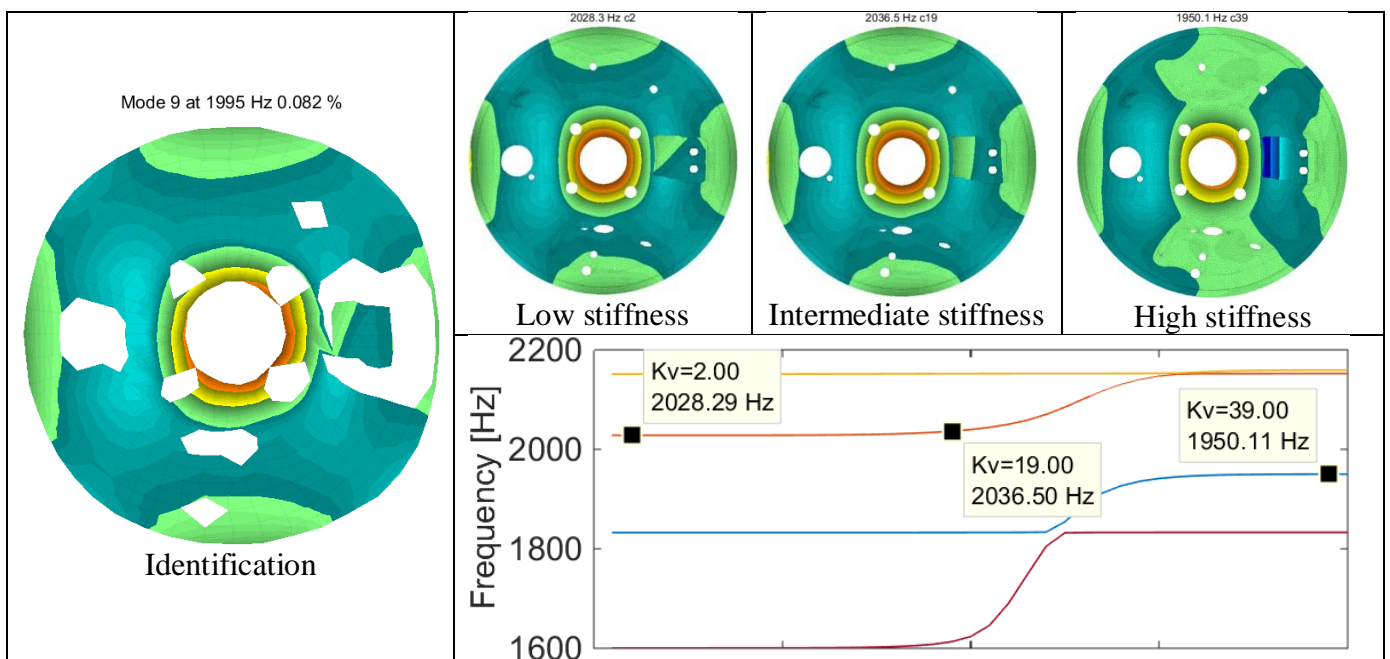 Mode 9 at 1995 Hz 0.082 %
Identification
2028.3 Hz c2
Low stiffness
2036.5 Hz c19
Intermediate stiffness
1950.1 Hz c39
High stiffness
Frequency [Hz]
2200
2000
1800
1600
Kv=2.00
2028.29 Hz
Kv=19.00
2036.50 Hz
Kv=39.00
1950.11 Hz